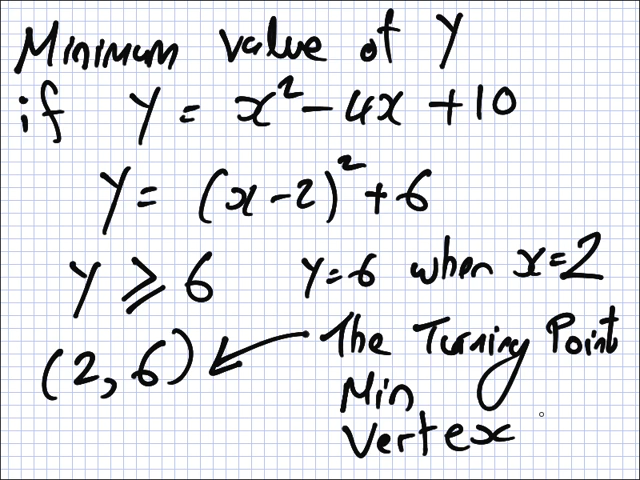 Minimum value of y
if y = x² - 4x + 10
y = (x - 2)² + 6
y ⩾ 6 y = 6 when x = 2
(2, 6) The Turning Point
Min
Vertex